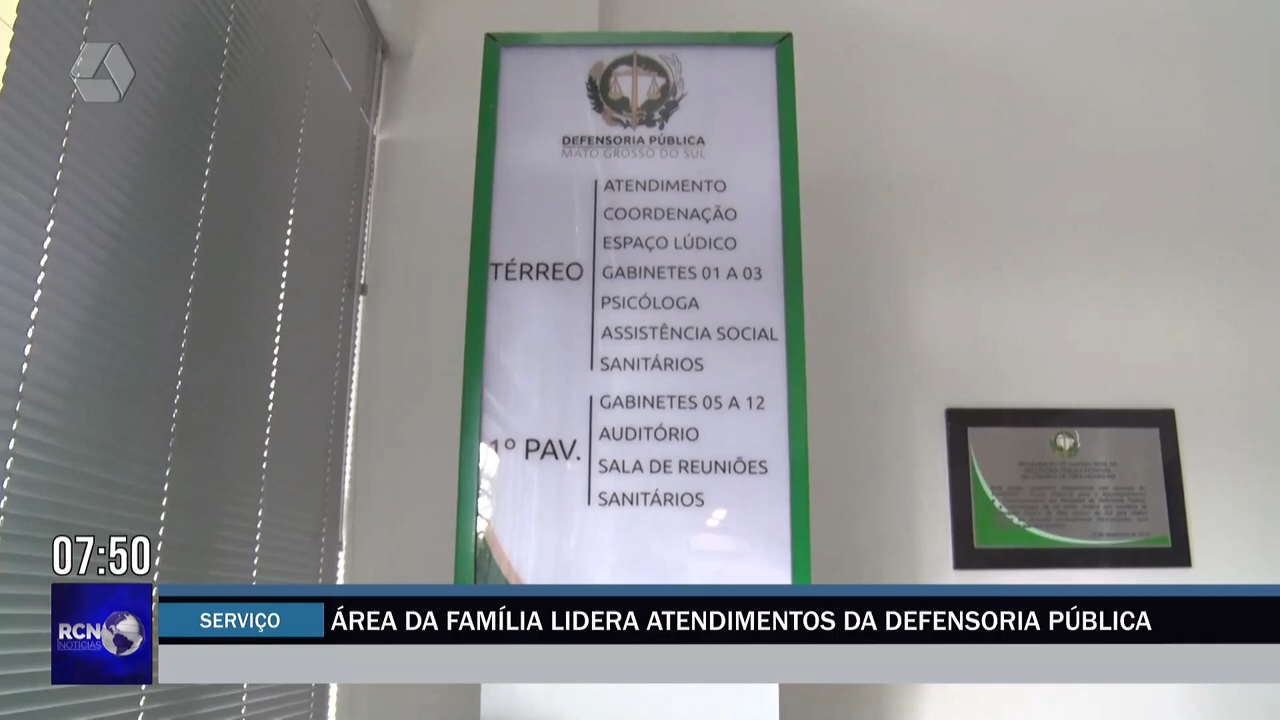 DEFENSORIA PÚBLICA
MATO GROSSO DO SUL
TÉRREO
ATENDIMENTO
COORDENAÇÃO
ESPAÇO LÚDICO
GABINETES 01 A 03
PSICÓLOGA
ASSISTÊNCIA SOCIAL
SANITÁRIOS
1º PAV.
GABINETES 05 A 12
AUDITÓRIO
SALA DE REUNIÕES
SANITÁRIOS
07:50
RCN
NOTÍCIAS
SERVIÇO
ÁREA DA FAMÍLIA LIDERA ATENDIMENTOS DA DEFENSORIA PÚBLICA